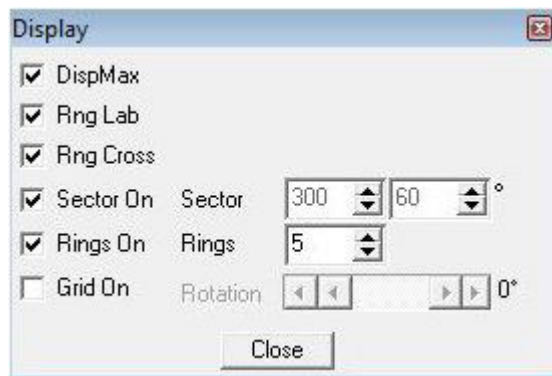 Display
DispMax
Rng Lab
Rng Cross
Sector On Sector 300 60 °
Rings On Rings 5
Grid On Rotation 0°
Close